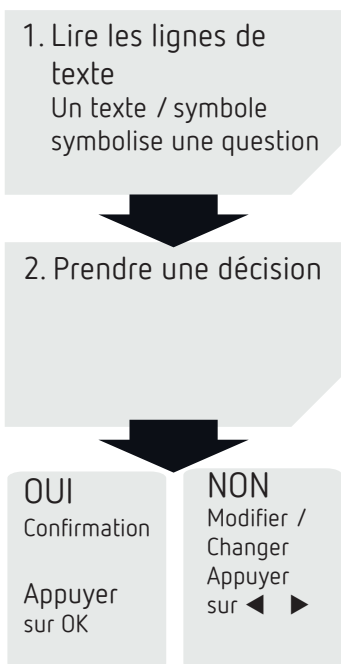 1. Lire les lignes de
texte
Un texte / symbole
symbolise une question
2. Prendre une décision
OUI
Confirmation
Appuyer
sur OK
NON
Modifier /
Changer
Appuyer
sur ◀ ▶